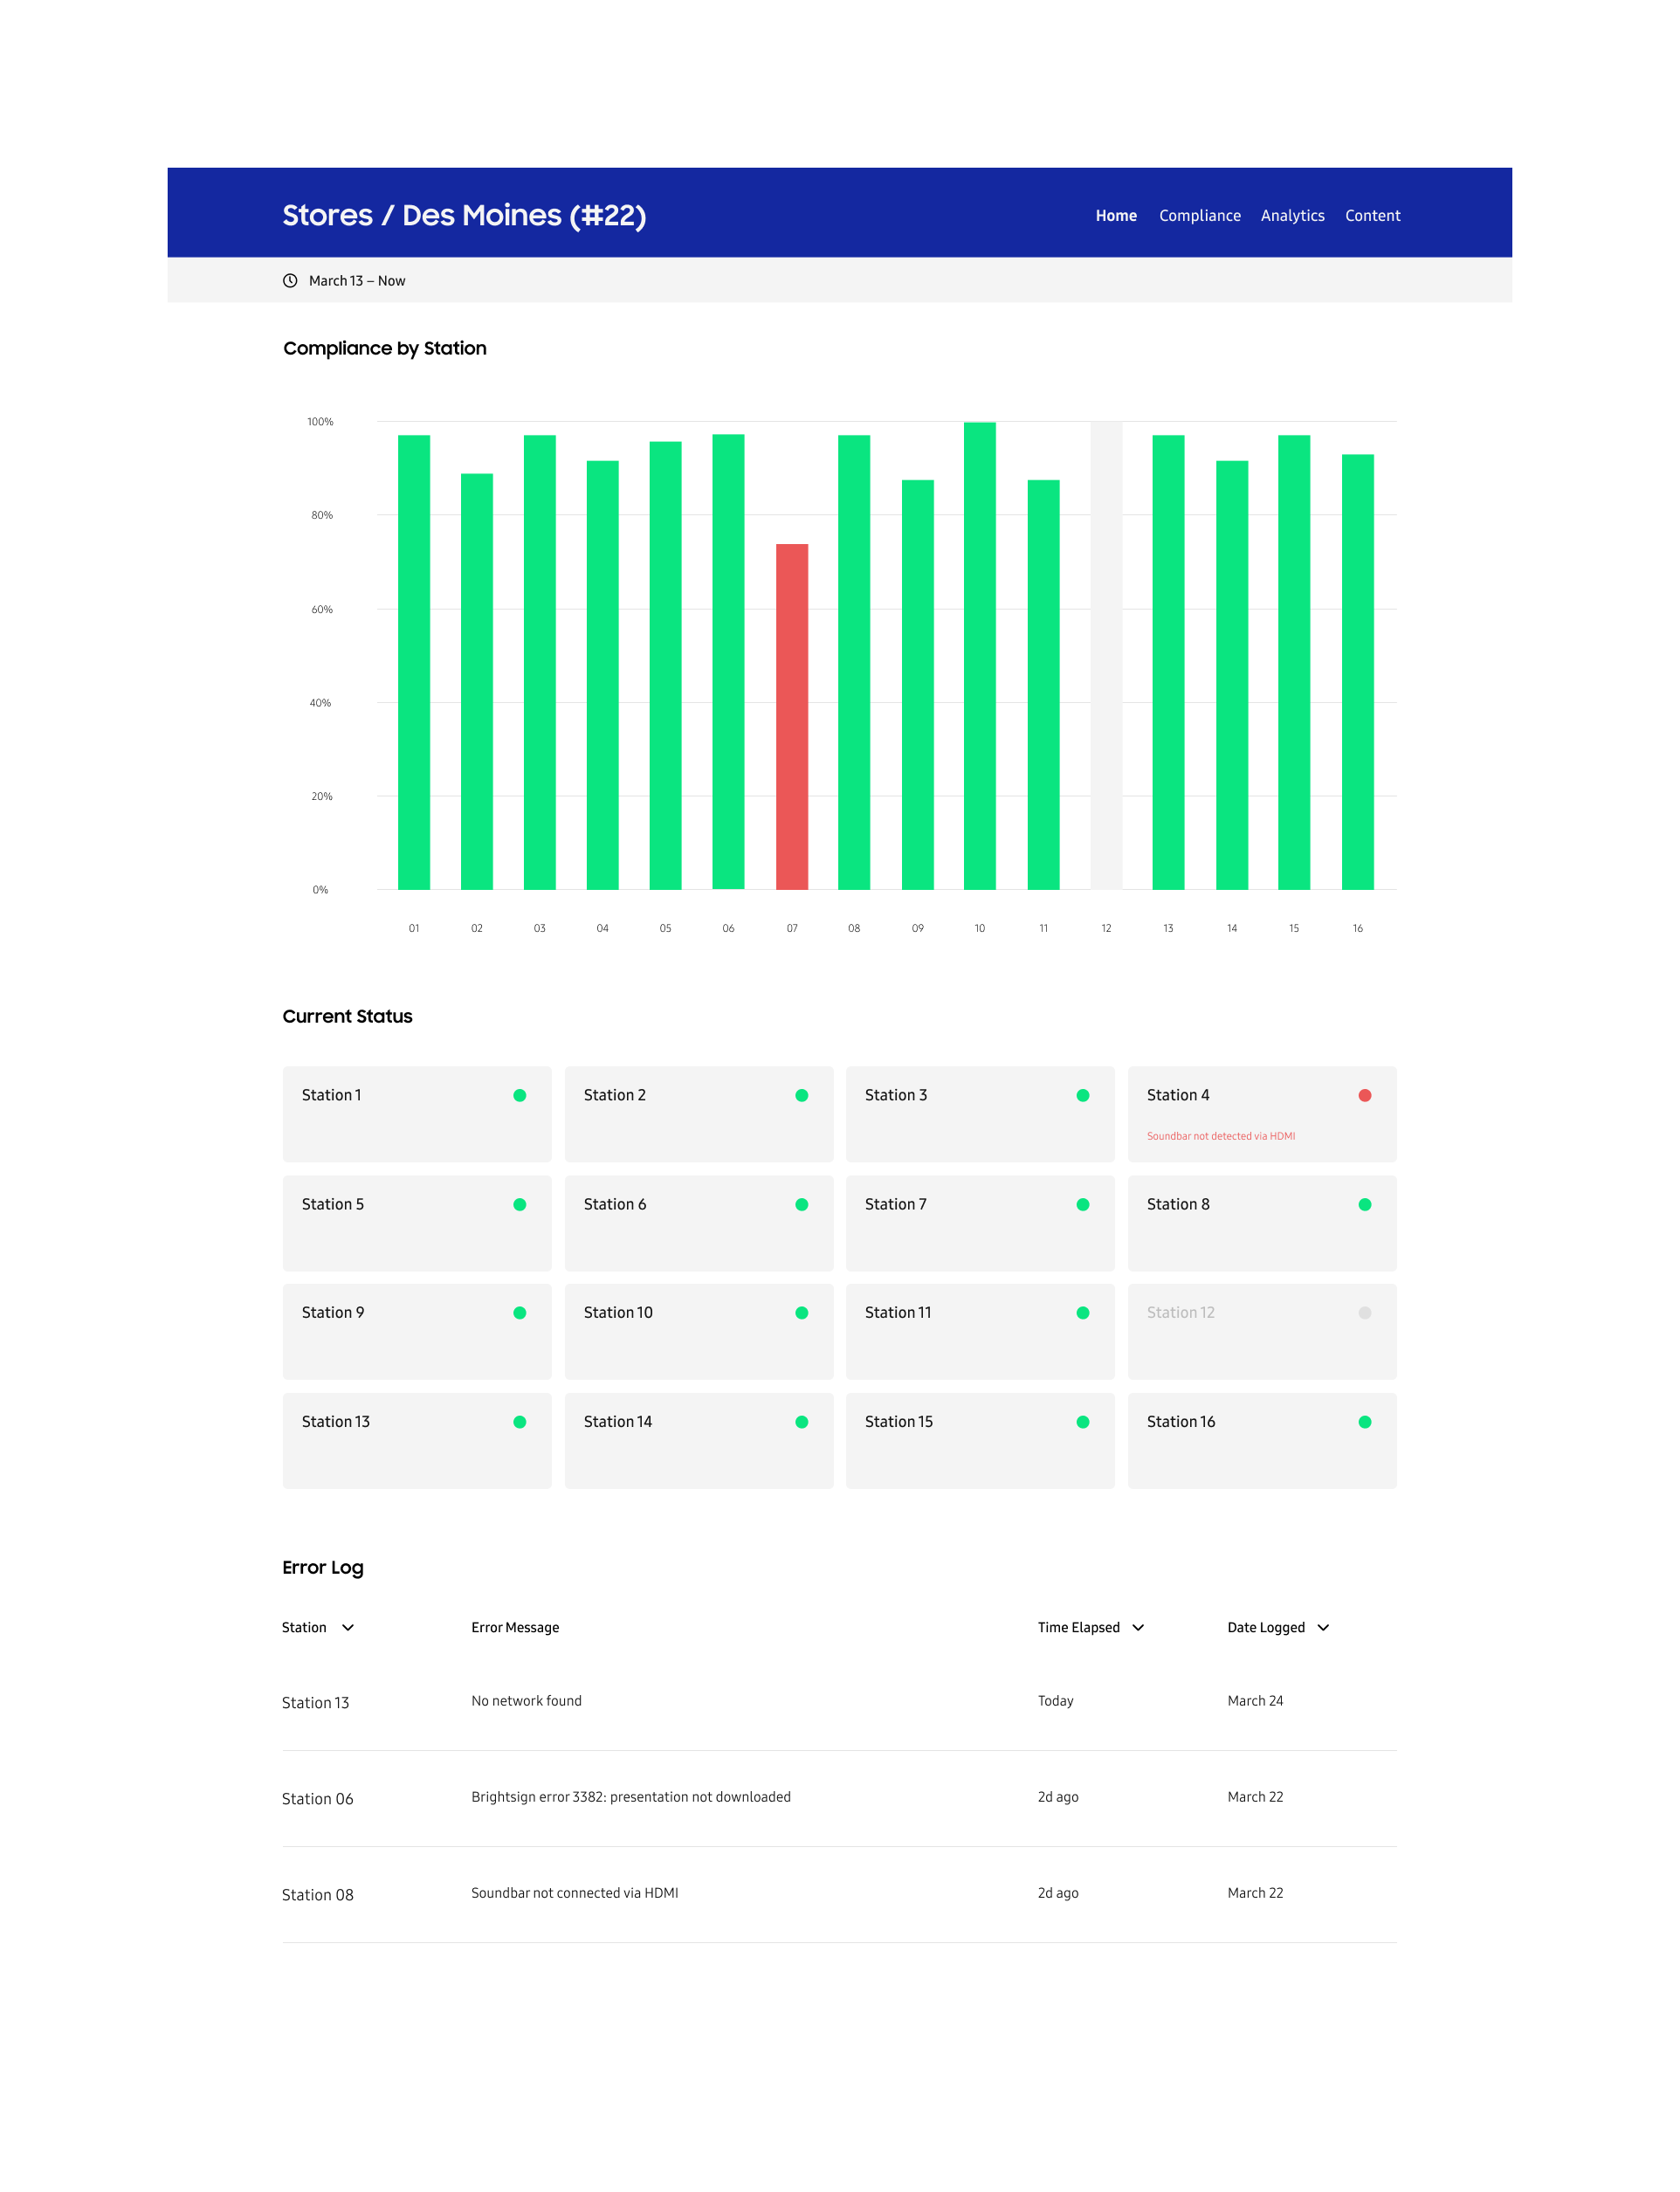 Stores / Des Moines (#22)
Home Compliance Analytics Content
March 13 – Now
Compliance by Station
100%
80%
60%
40%
20%
0%
01 02 03 04 05 06 07 08 09 10 11 12 13 14 15 16
Current Status
Station 1 Station 2 Station 3 Station 4
Soundbar not detected via HDMI
Station 5 Station 6 Station 7 Station 8
Station 9 Station 10 Station 11 Station 12
Station 13 Station 14 Station 15 Station 16
Error Log
Station Error Message Time Elapsed Date Logged
Station 13 No network found Today March 24
Station 06 Brightsign error 3382: presentation not downloaded 2d ago March 22
Station 08 Soundbar not connected via HDMI 2d ago March 22